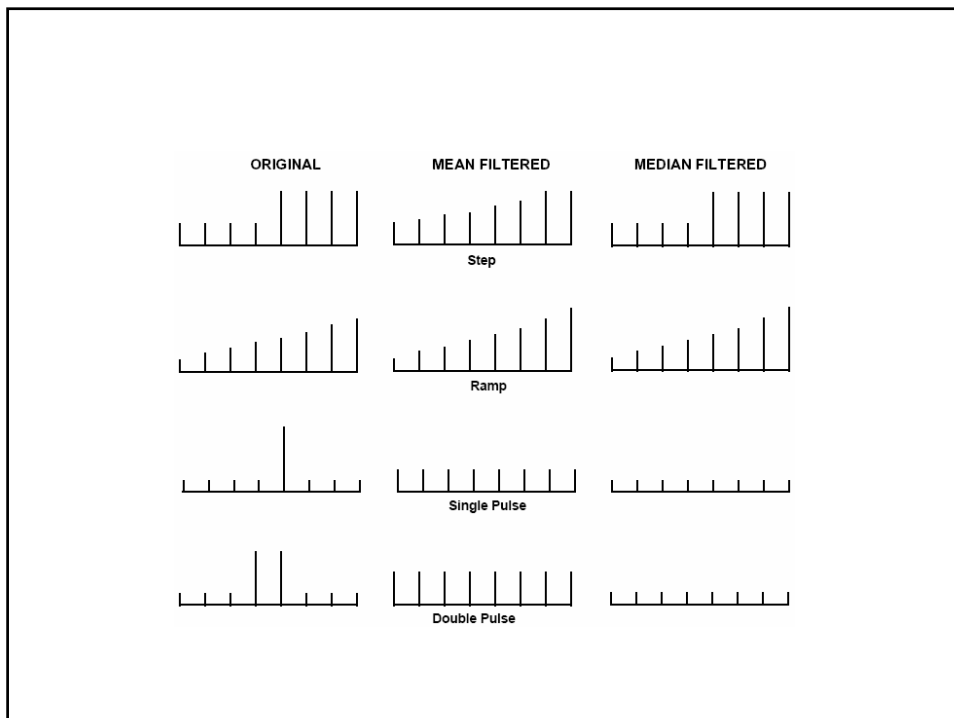 ORIGINAL MEAN FILTERED MEDIAN FILTERED
Step
Ramp
Single Pulse
Double Pulse